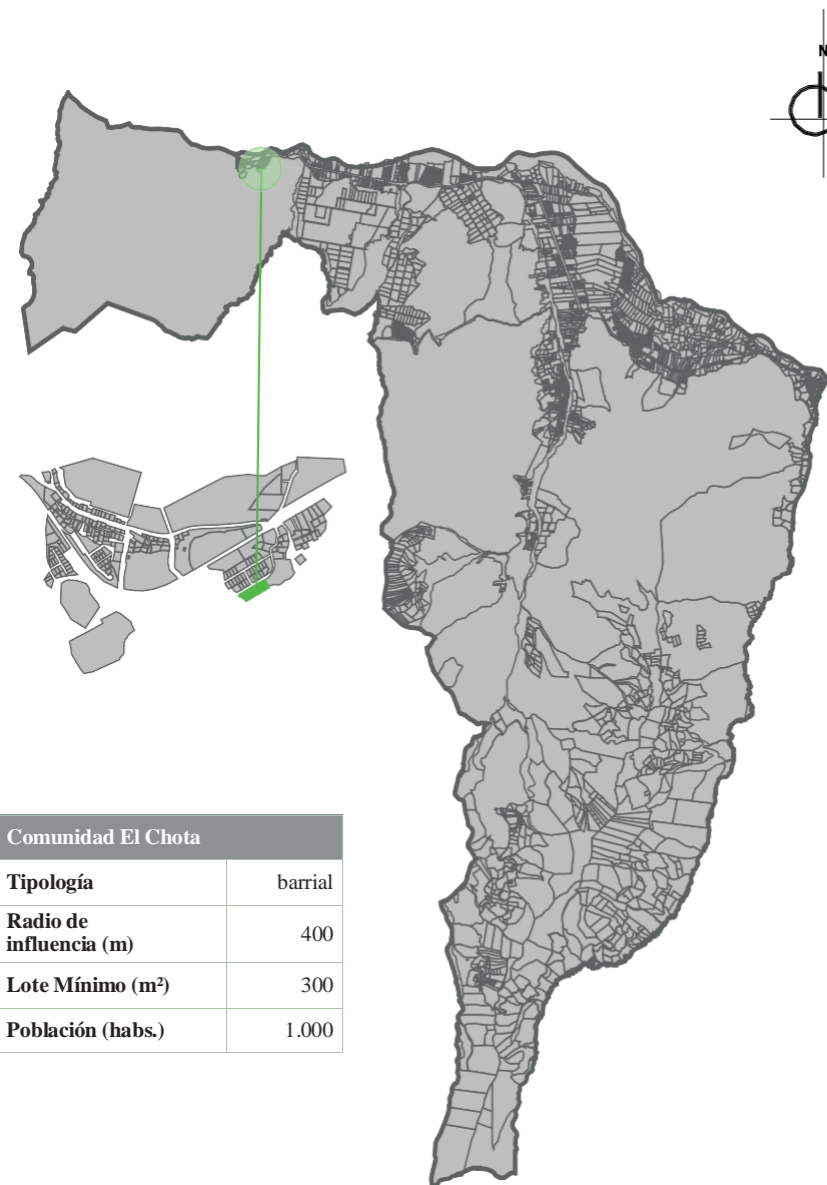 N
Comunidad El Chota
Tipología barrial
Radio de
influencia (m) 400
Lote Mínimo (m²) 300
Población (habs.) 1.000